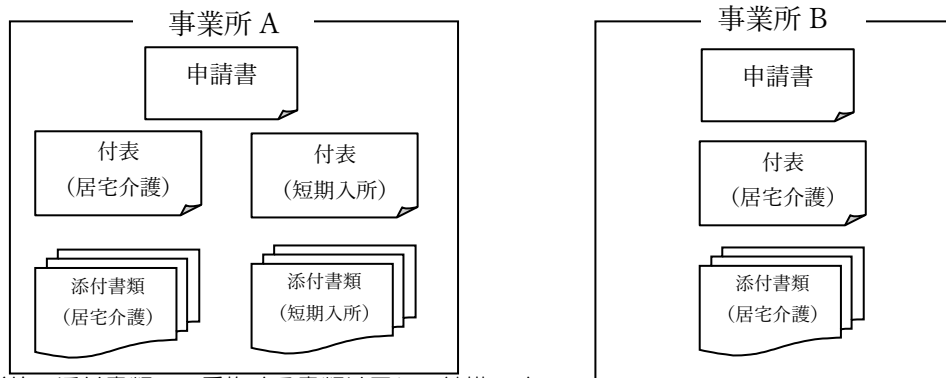 事業所 A
申請書
付表
(居宅介護)
付表
(短期入所)
添付書類
(居宅介護)
添付書類
(短期入所)
事業所 B
申請書
付表
(居宅介護)
添付書類
(居宅介護)